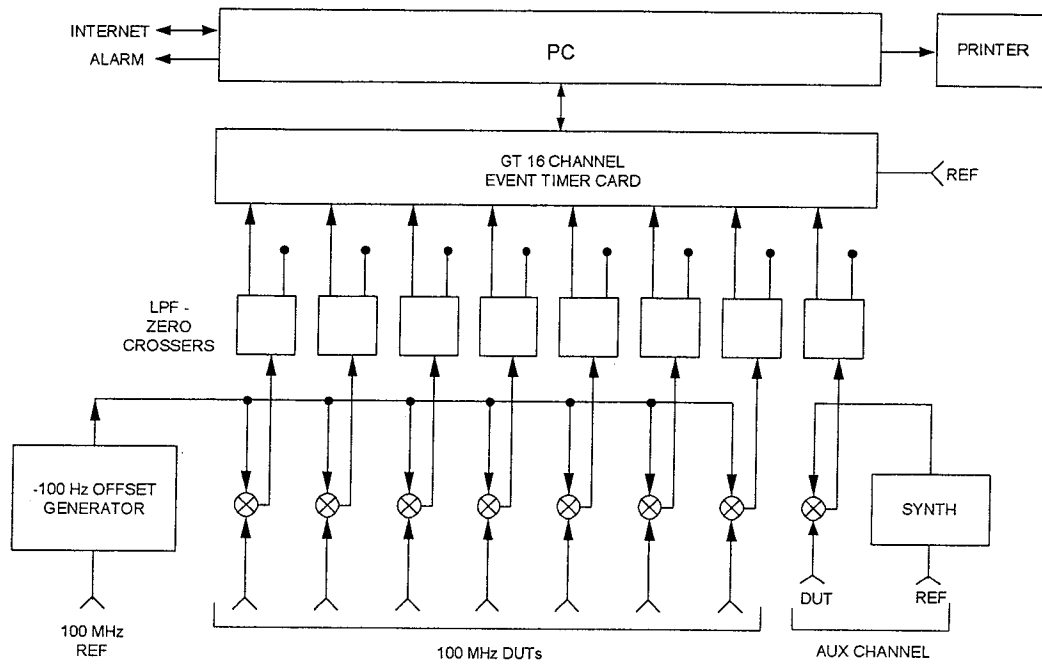 INTERNET
ALARM
PC
PRINTER
GT 16 CHANNEL
EVENT TIMER CARD
REF
LPF -
ZERO
CROSSERS
-100 Hz OFFSET
GENERATOR
SYNTH
DUT
REF
100 MHz
REF
100 MHz DUTs
AUX CHANNEL